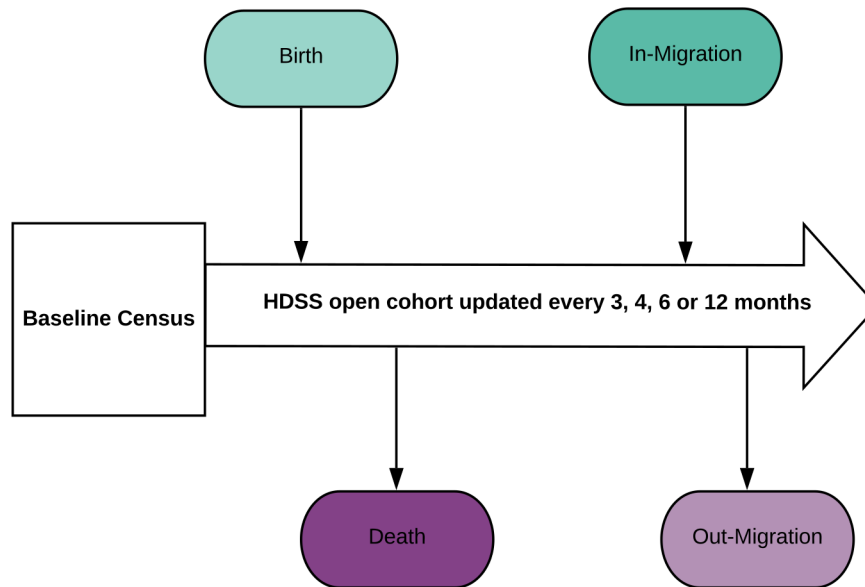 Birth
In-Migration
Baseline Census
HDSS open cohort updated every 3, 4, 6 or 12 months
Death
Out-Migration